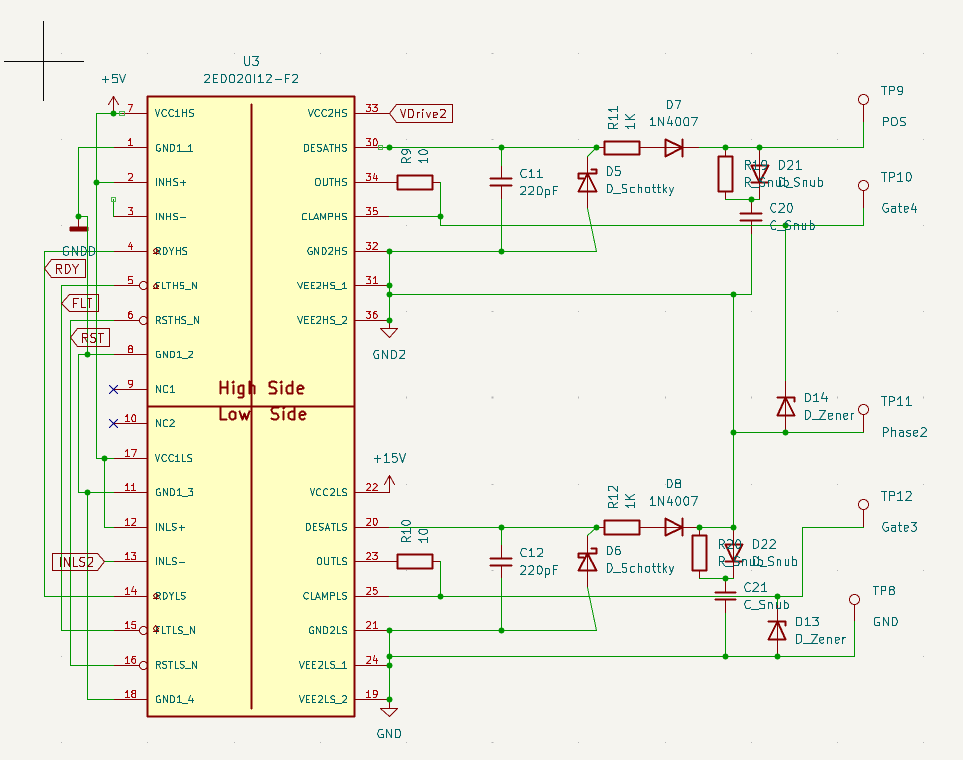 U3
2ED020I12-F2
+5V
7 VCC1HS
1 GND1_1
2 INHS+
3 INHS-
4 RDYHS
5 FLTHS_N
6 RSTHS_N
8 GND1_2
9 NC1
10 NC2
17 VCC1LS
11 GND1_3
12 INLS+
13 INLS-
14 RDYLS
15 FLTLS_N
16 RSTLS_N
18 GND1_4
GNDD
RDY
FLT
RST
INLS2
High Side
Low Side
VCC2HS 33
DESATHS 30
OUTHS 34
CLAMPHS 35
GND2HS 32
VEE2HS_1 31
VEE2HS_2 36
VCC2LS 22
DESATLS 20
OUTLS 23
CLAMPLS 25
GND2LS 21
VEE2LS_1 24
VEE2LS_2 19
VDrive2
R9
10
C11
220pF
R11
1K
D5
D_Schottky
D7
1N4007
R19
R_Snub
D21
D_Snub
C20
C_Snub
TP9
POS
TP10
Gate4
GND2
D14
D_Zener
TP11
Phase2
+15V
R10
10
C12
220pF
R12
1K
D6
D_Schottky
D8
1N4007
R20
R_Snub
D22
D_Snub
C21
C_Snub
TP12
Gate3
TP8
GND
D13
D_Zener
GND